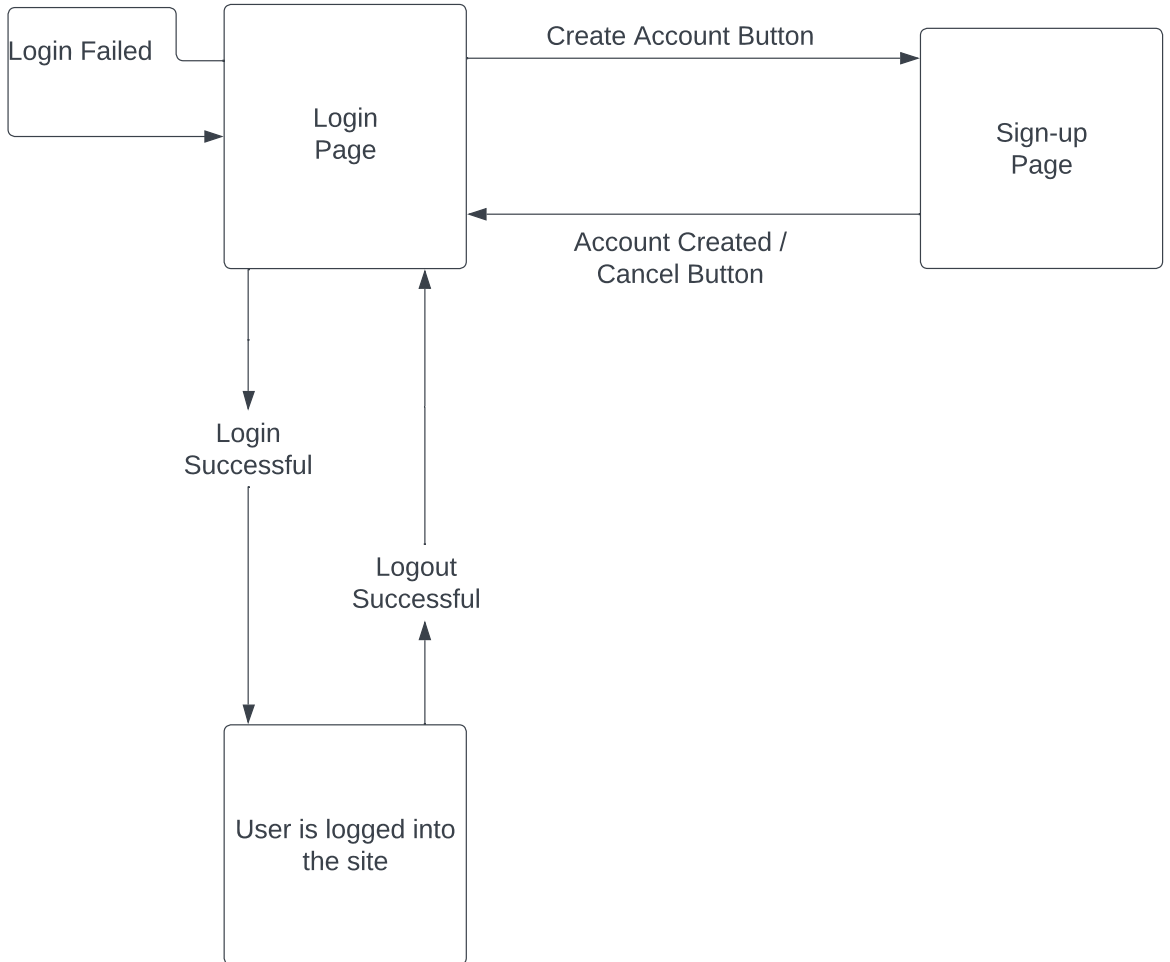 Login Failed
Create Account Button
Login
Page
Sign-up
Page
Account Created /
Cancel Button
Login
Successful
Logout
Successful
User is logged into
the site